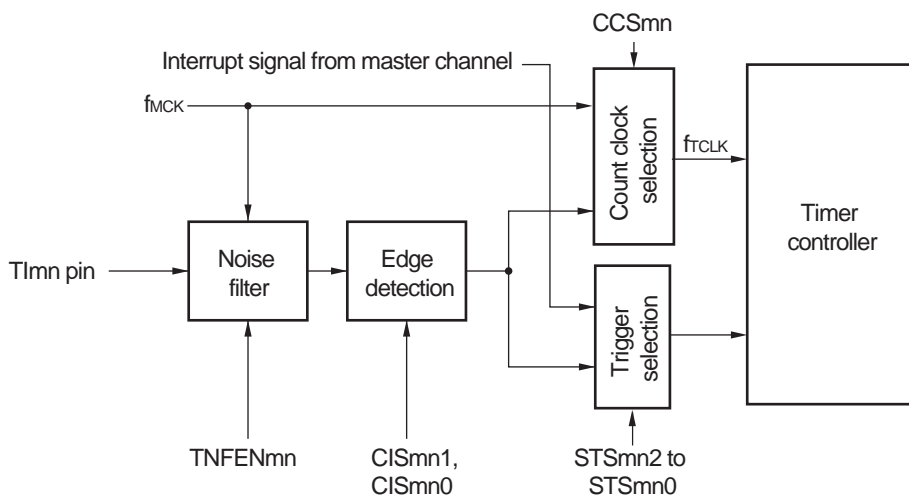 CCSmn
Interrupt signal from master channel
fMCK
Count clock
selection
fTCLK
Timer
controller
TImn pin
Noise
filter
Edge
detection
Trigger
selection
TNFENmn
CISmn1,
CISmn0
STSmn2 to
STSmn0